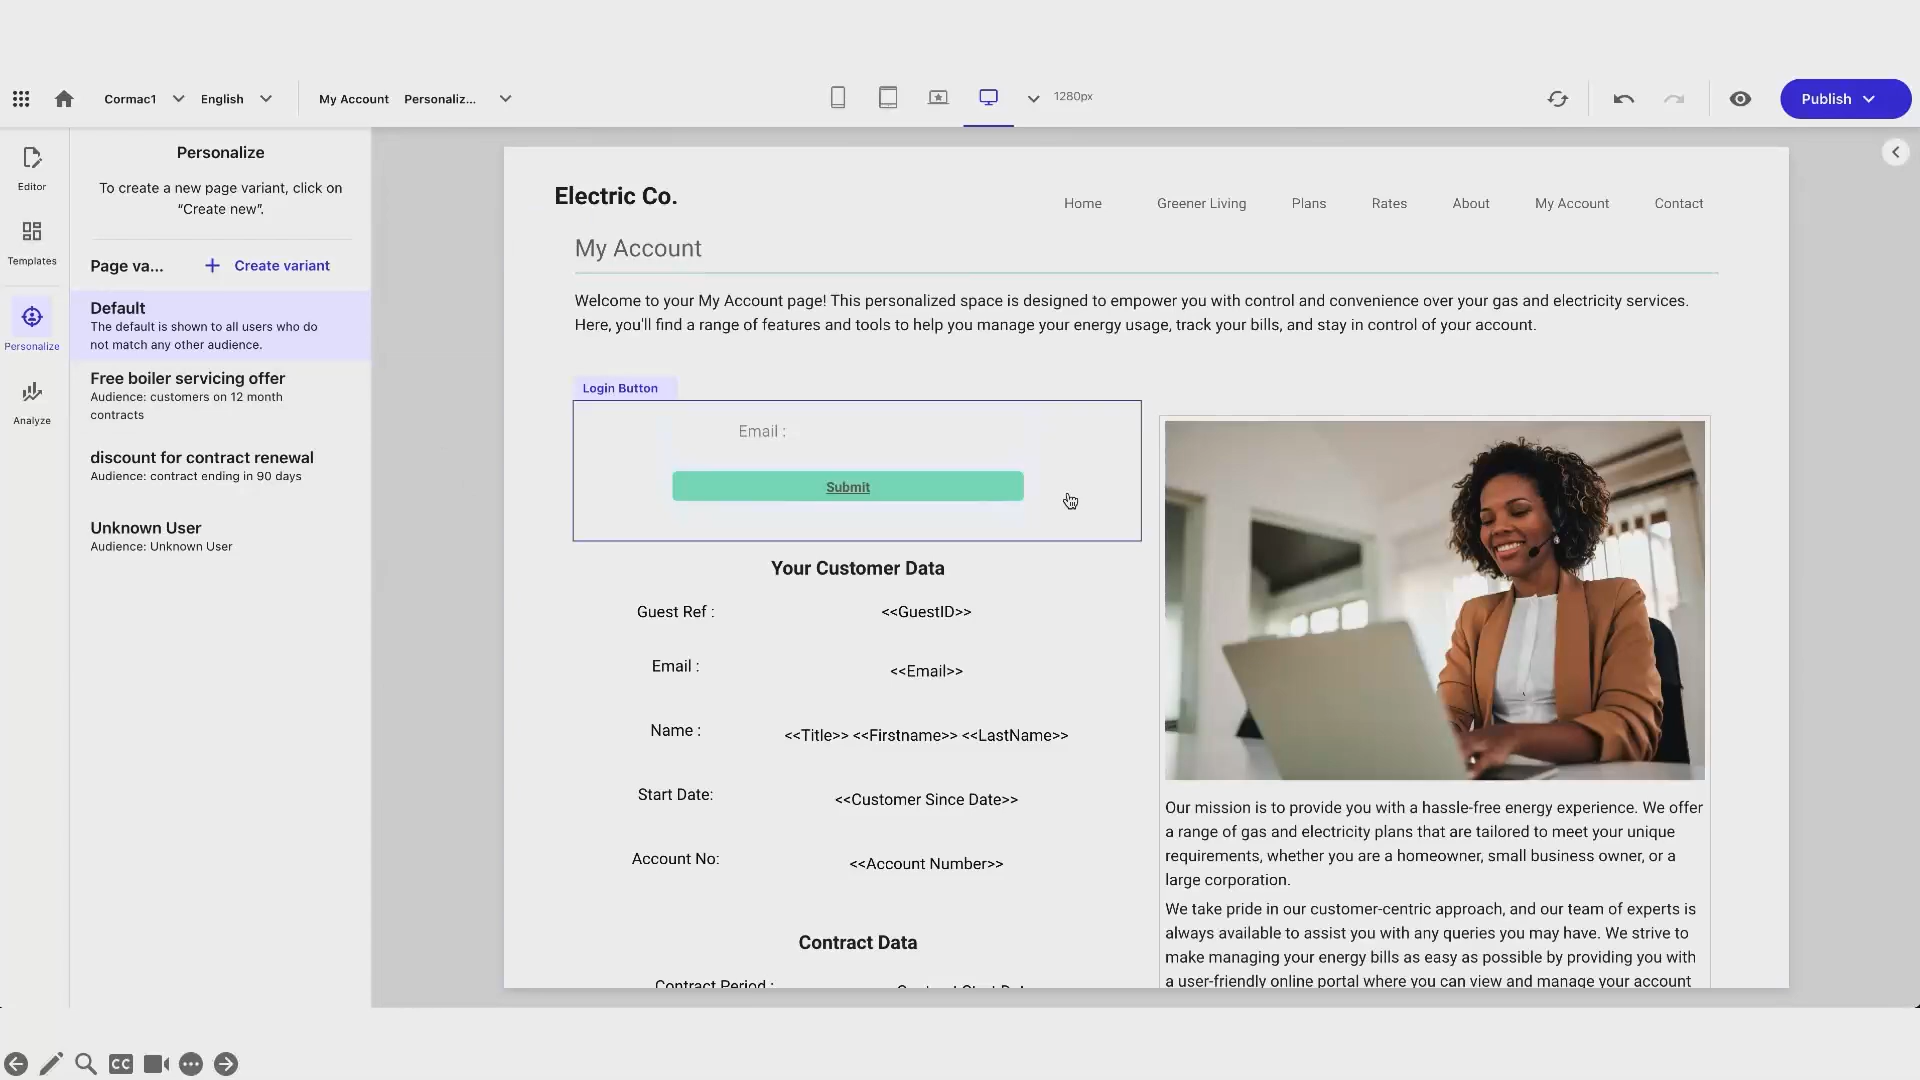 Cormac1
English
My Account
Personaliz...
1280px
Publish
Editor
Templates
Personalize
Analyze
Personalize
To create a new page variant, click on
“Create new”.
Page va...
Create variant
Default
The default is shown to all users who do
not match any other audience.
Free boiler servicing offer
Audience: customers on 12 month
contracts
discount for contract renewal
Audience: contract ending in 90 days
Unknown User
Audience: Unknown User
Electric Co.
Home
Greener Living
Plans
Rates
About
My Account
Contact
My Account
Welcome to your My Account page! This personalized space is designed to empower you with control and convenience over your gas and electricity services.
Here, you'll find a range of features and tools to help you manage your energy usage, track your bills, and stay in control of your account.
Login Button
Email :
Submit
Your Customer Data
Guest Ref :
<<GuestID>>
Email :
<<Email>>
Name :
<<Title>> <<Firstname>> <<LastName>>
Start Date:
<<Customer Since Date>>
Account No:
<<Account Number>>
Contract Data
Contract Period :
Our mission is to provide you with a hassle-free energy experience. We offer
a range of gas and electricity plans that are tailored to meet your unique
requirements, whether you are a homeowner, small business owner, or a
large corporation.
We take pride in our customer-centric approach, and our team of experts is
always available to assist you with any queries you may have. We strive to
make managing your energy bills as easy as possible by providing you with
a user-friendly online portal where you can view and manage your account
CC